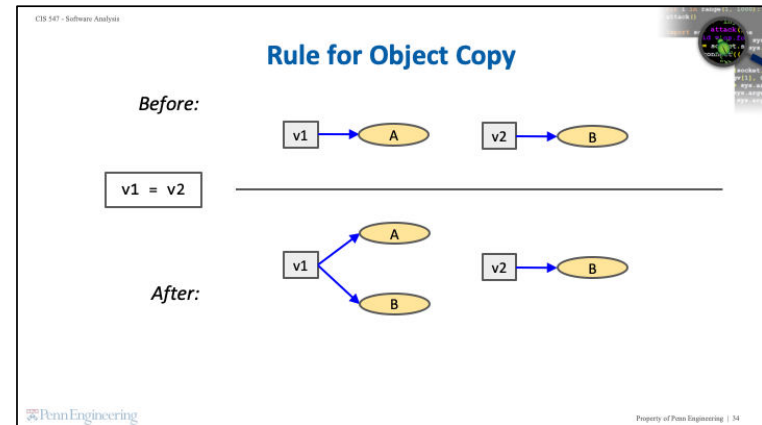 CIS 547 - Software Analysis
attack(
Rule for Object Copy
Before:
v1
A
v2
B
v1 = v2
v1
A
B
v2
B
After:
Penn Engineering
Property of Penn Engineering | 34